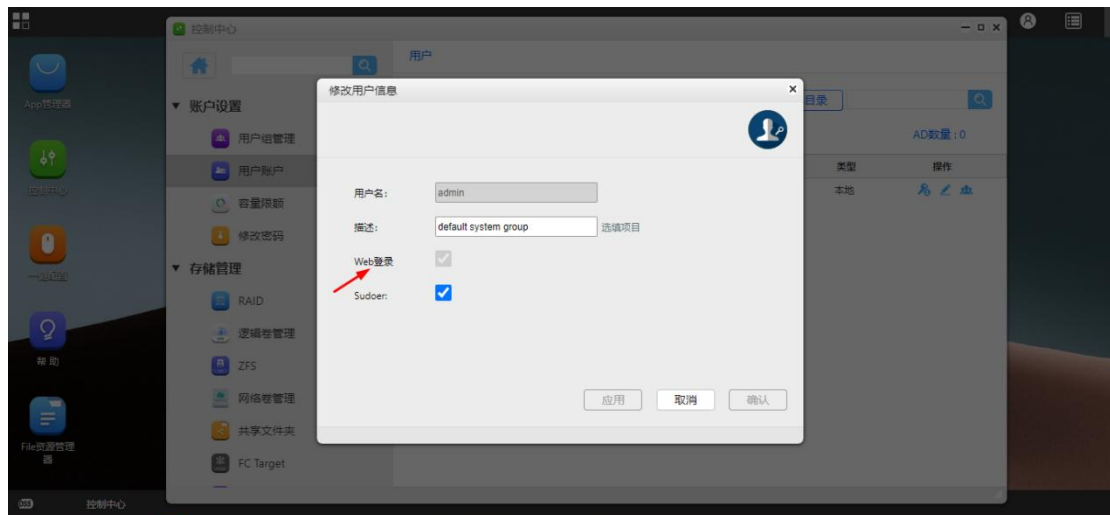 控制中心
App管理器
控制中心
帮 助
File资源管理
器
账户设置
用户组管理
用户账户
容量限额
修改密码
存储管理
RAID
逻辑卷管理
ZFS
网络卷管理
共享文件夹
FC Target
用户
目录
AD数量 : 0
类型
操作
本地
修改用户信息
用户名:
admin
描述:
default system group
选填项目
Web登录
Sudoer:
应用
取消
确认
控制中心